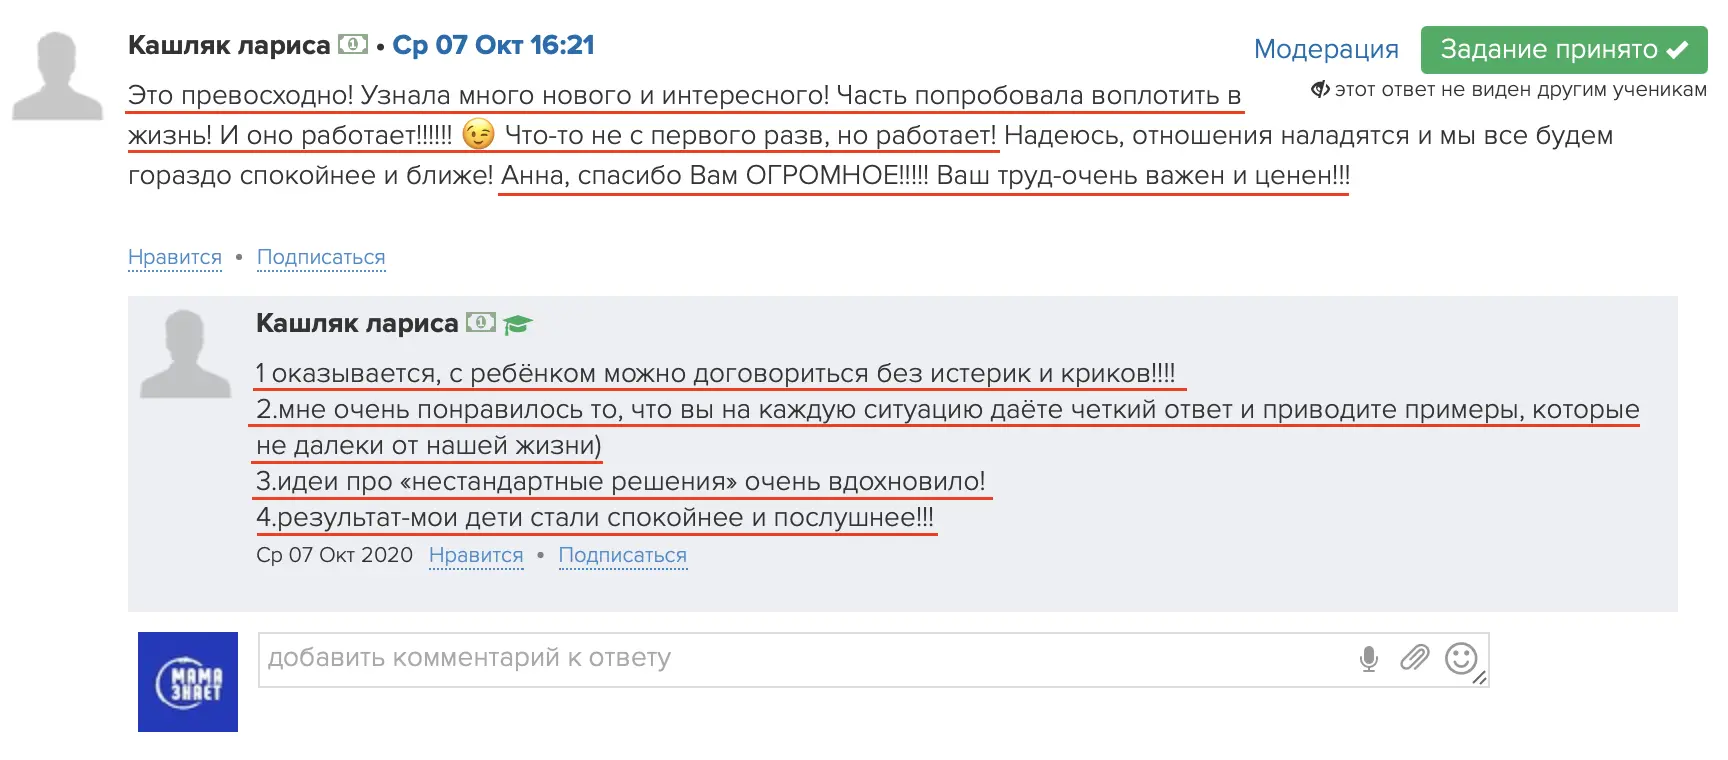 Кашляк лариса • Ср 07 Окт 16:21
Модерация
Задание принято ✔
этот ответ не виден другим ученикам
Это превосходно! Узнала много нового и интересного! Часть попробовала воплотить в
жизнь! И оно работает!!!!!! 😉 Что-то не с первого разв, но работает! Надеюсь, отношения наладятся и мы все будем
гораздо спокойнее и ближе! Анна, спасибо Вам ОГРОМНОЕ!!!!! Ваш труд-очень важен и ценен!!!
Нравится • Подписаться
Кашляк лариса
1 оказывается, с ребёнком можно договориться без истерик и криков!!!!
2.мне очень понравилось то, что вы на каждую ситуацию даёте четкий ответ и приводите примеры, которые
не далеки от нашей жизни)
3.идеи про «нестандартные решения» очень вдохновило!
4.результат-мои дети стали спокойнее и послушнее!!!
Ср 07 Окт 2020 Нравится • Подписаться
МАМА
ЗНАЕТ
добавить комментарий к ответу